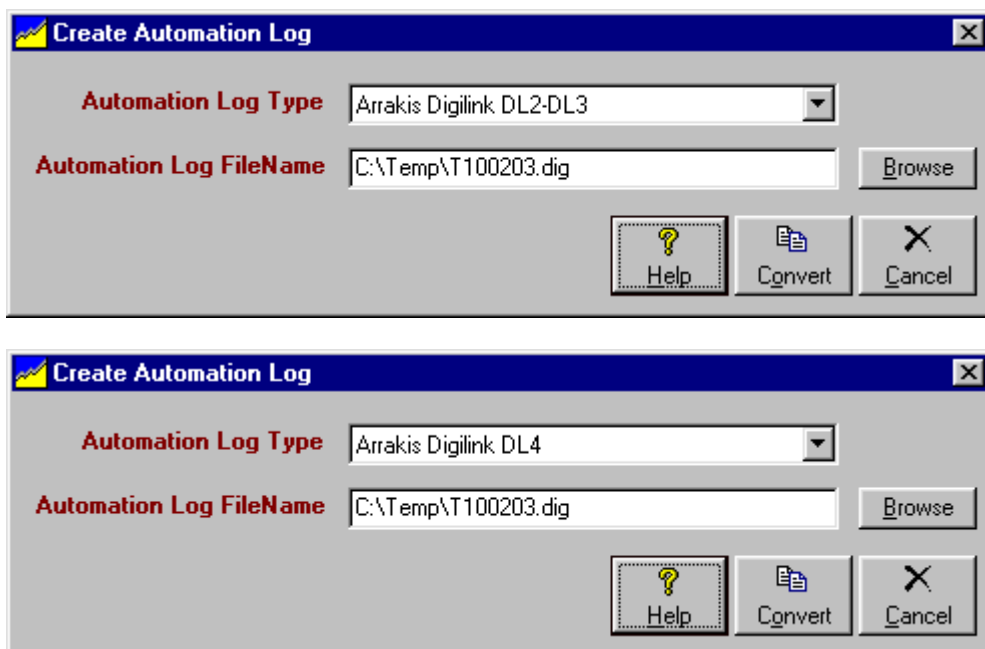 Create Automation Log
Automation Log Type Arrakis Digilink DL2-DL3
Automation Log FileName C:\Temp\T100203.dig Browse
Help Convert Cancel
Create Automation Log
Automation Log Type Arrakis Digilink DL4
Automation Log FileName C:\Temp\T100203.dig Browse
Help Convert Cancel